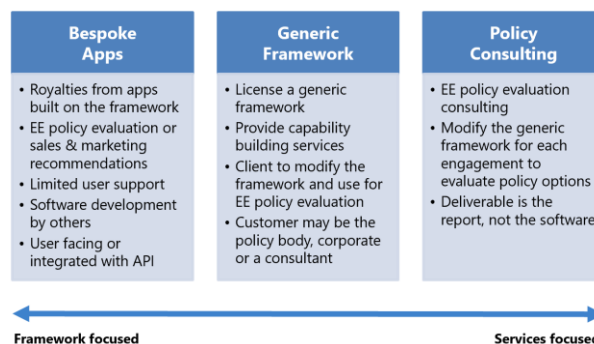 Bespoke
Apps
• Royalties from apps
built on the framework
• EE policy evaluation or
sales & marketing
recommendations
• Limited user support
• Software development
by others
• User facing or
integrated with API
Generic
Framework
• License a generic
framework
• Provide capability
building services
• Client to modify the
framework and use for
EE policy evaluation
• Customer may be the
policy body, corporate
or a consultant
Policy
Consulting
• EE policy evaluation
consulting
• Modify the generic
framework for each
engagement to
evaluate policy options
• Deliverable is the
report, not the software
Framework focused
Services focused